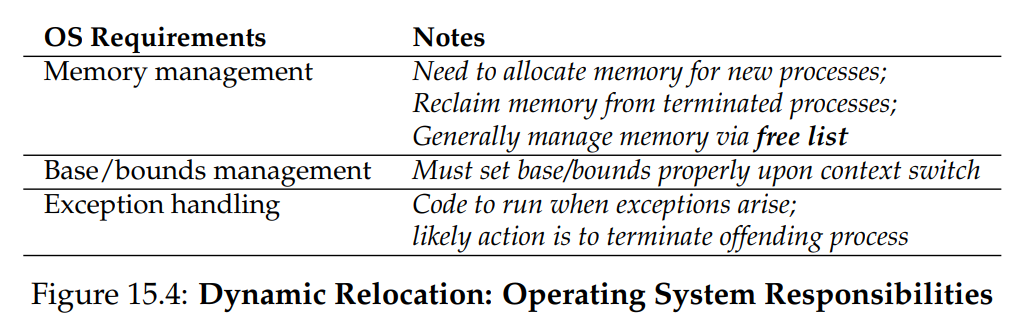 OS Requirements Notes
Memory management Need to allocate memory for new processes;
Reclaim memory from terminated processes;
Generally manage memory via free list
Base/bounds management Must set base/bounds properly upon context switch
Exception handling Code to run when exceptions arise;
likely action is to terminate offending process
Figure 15.4: Dynamic Relocation: Operating System Responsibilities